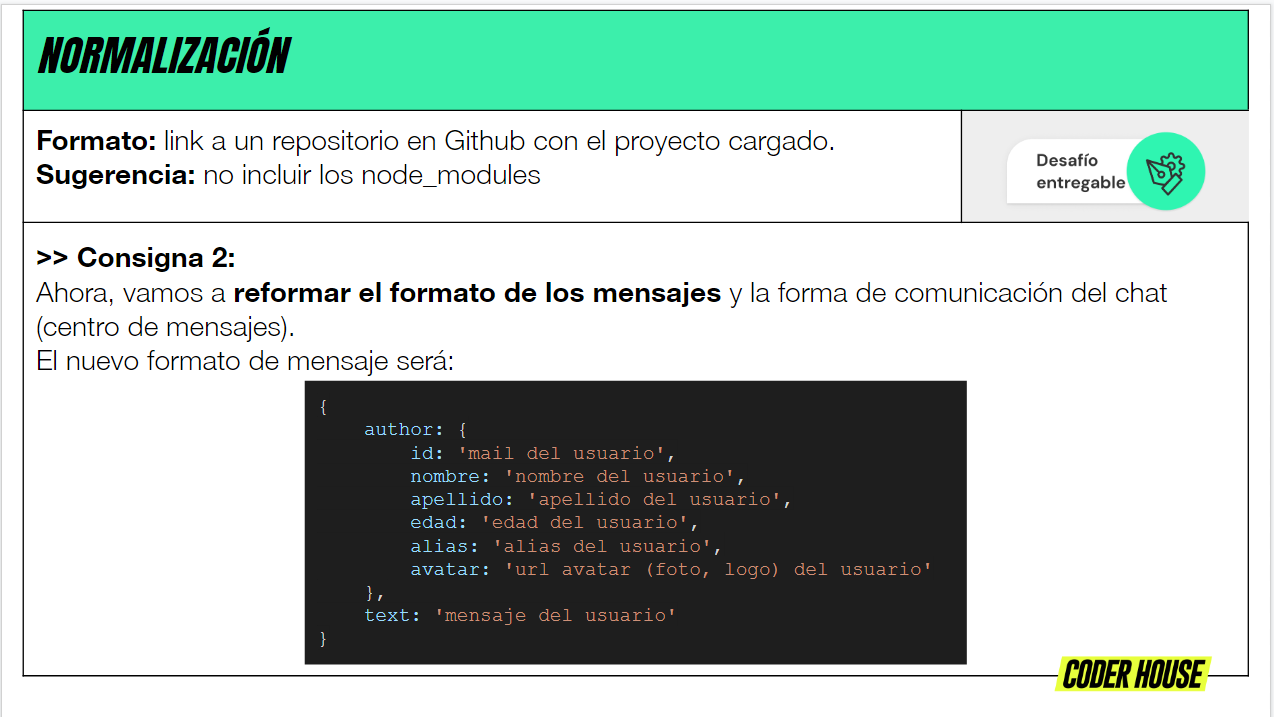 NORMALIZACIÓN
Formato: link a un repositorio en Github con el proyecto cargado.
Sugerencia: no incluir los node_modules
Desafío
entregable
>> Consigna 2:
Ahora, vamos a reformar el formato de los mensajes y la forma de comunicación del chat
(centro de mensajes).
El nuevo formato de mensaje será:
{
    author: {
        id: 'mail del usuario',
        nombre: 'nombre del usuario',
        apellido: 'apellido del usuario',
        edad: 'edad del usuario',
        alias: 'alias del usuario',
        avatar: 'url avatar (foto, logo) del usuario'
    },
    text: 'mensaje del usuario'
}
CODER HOUSE